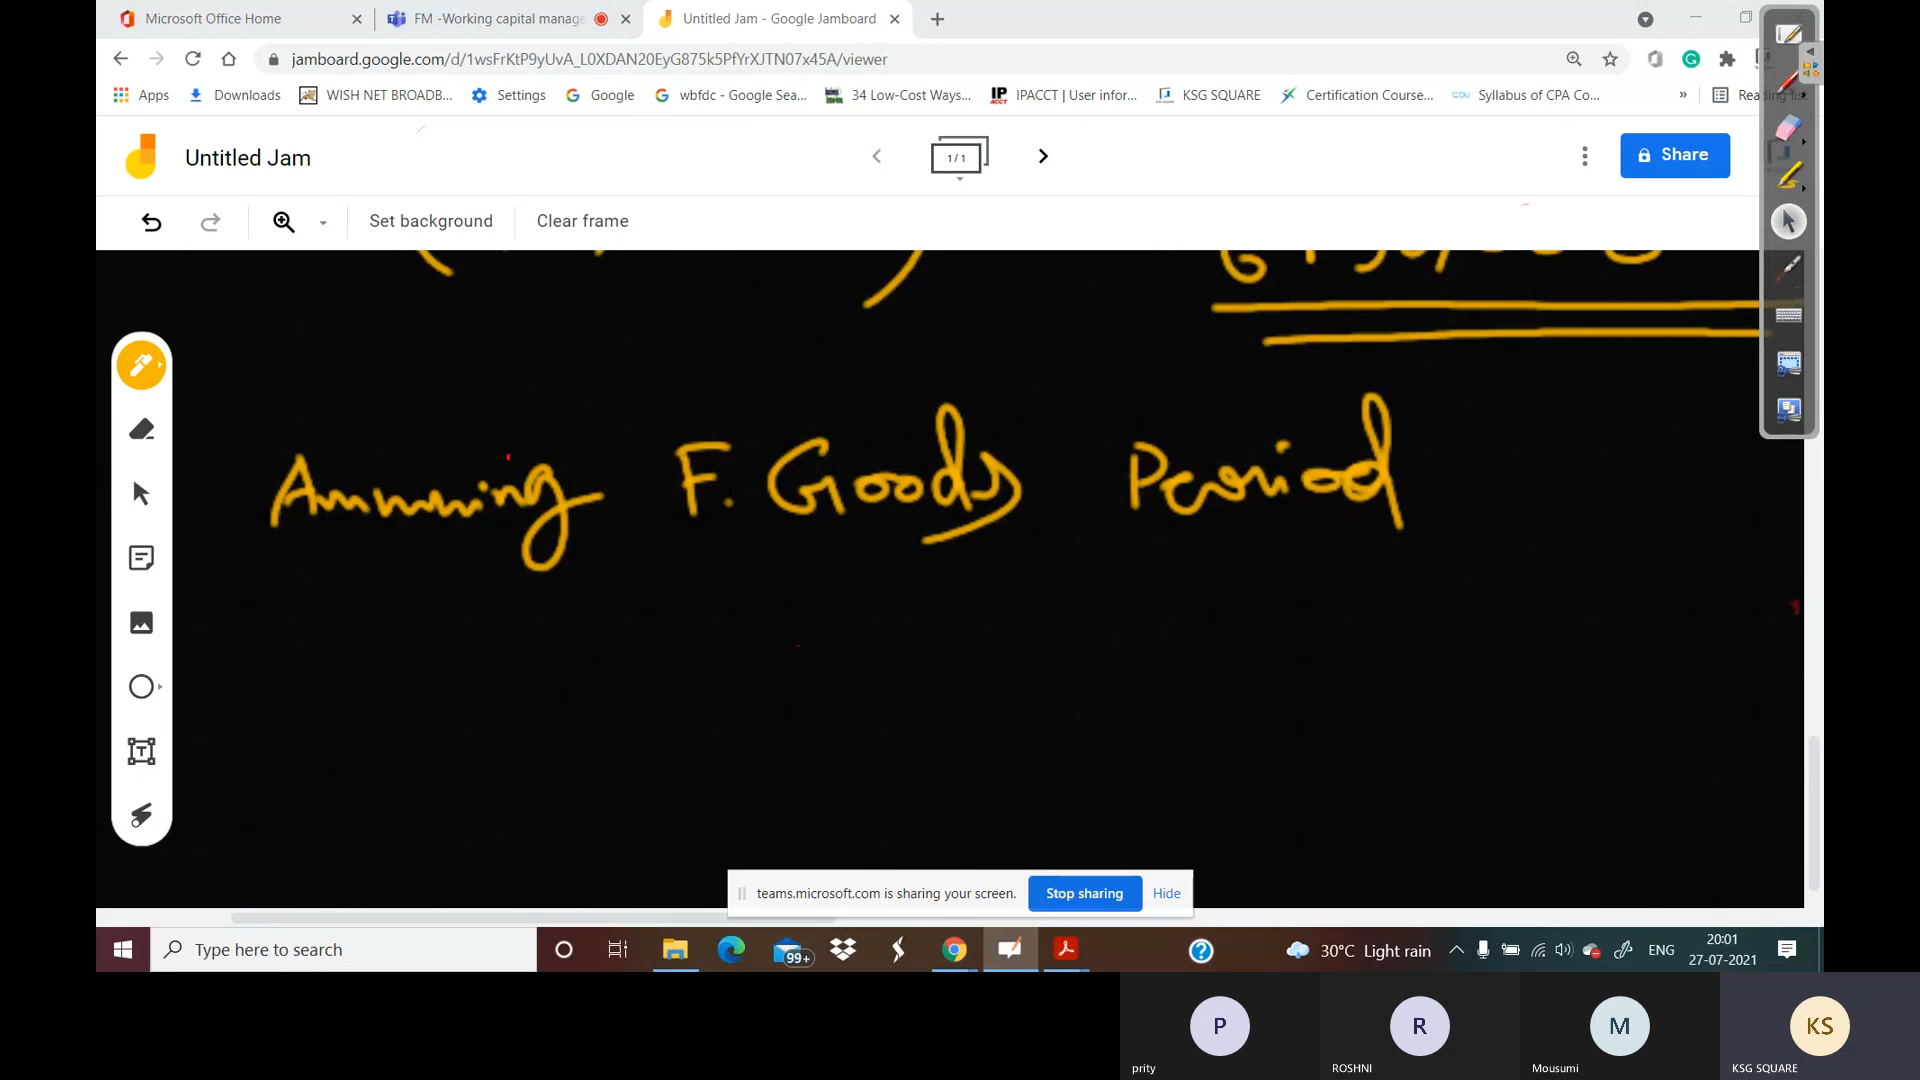 Microsoft Office Home
FM -Working capital manage
Untitled Jam - Google Jamboard
jamboard.google.com/d/1wsFrKtP9yUvA_L0XDAN20EyG875k5PfYrXJTN07x45A/viewer
Apps Downloads WISH NET BROADB... Settings Google wbfdc - Google Sea... 34 Low-Cost Ways... IPACCT | User infor... KSG SQUARE Certification Course... Syllabus of CPA Co... » Reading list
Untitled Jam
1 / 1
Share
Set background Clear frame
Assuming F. Goods Period
teams.microsoft.com is sharing your screen. Stop sharing Hide
Type here to search
99+
30°C Light rain
ENG
20:01
27-07-2021
P R M KS
prity ROSHNI Mousumi KSG SQUARE